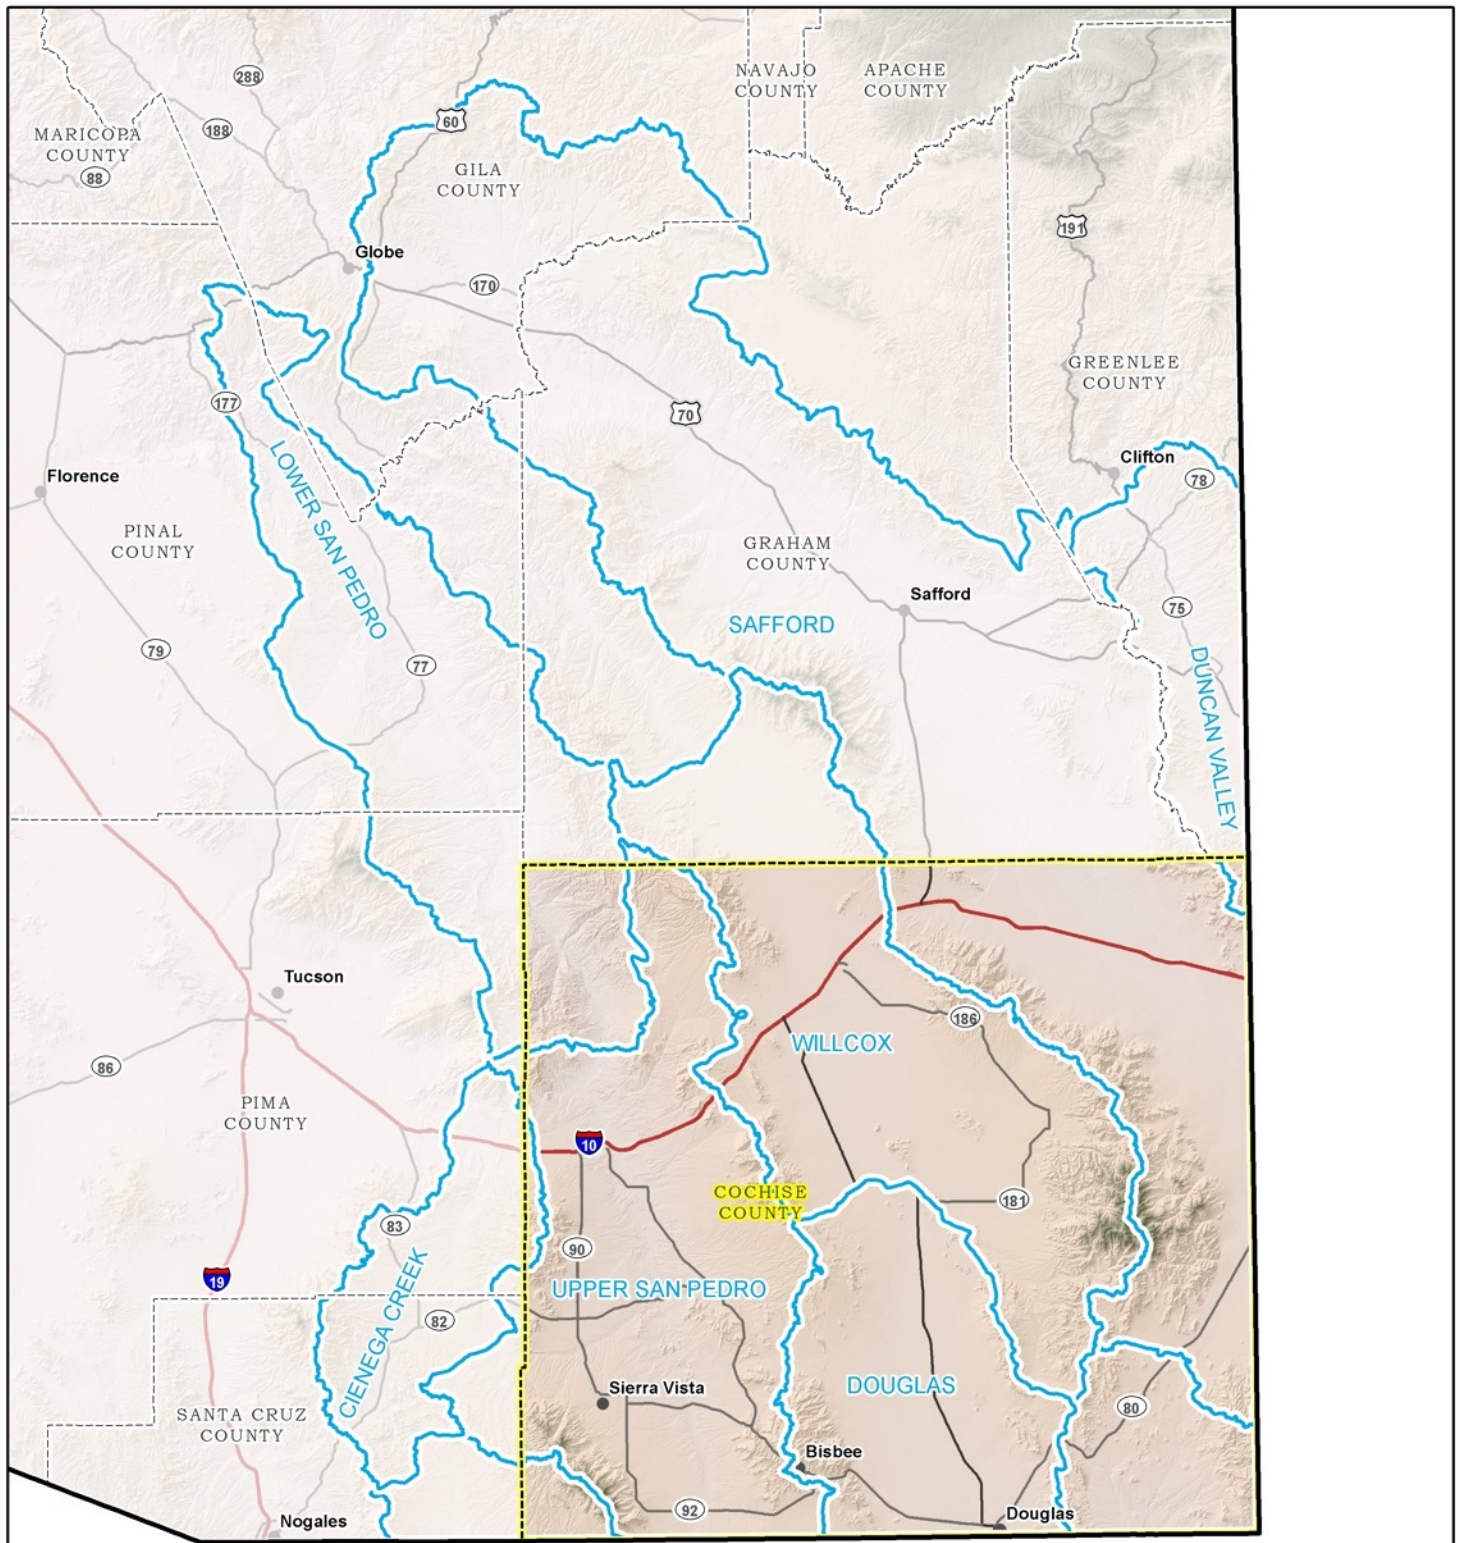 288
NAVAJO
COUNTY
APACHE
COUNTY
60
188
MARICOPA
COUNTY
88
GILA
COUNTY
191
Globe
170
GREENLEE
COUNTY
177
70
Clifton
78
Florence
LOWER SAN PEDRO
PINAL
COUNTY
GRAHAM
COUNTY
Safford
75
SAFFORD
79
77
DUNCAN VALLEY
Tucson
186
WILLCOX
86
PIMA
COUNTY
10
COCHISE
COUNTY
181
83
90
19
UPPER SAN PEDRO
CIENEGA CREEK
82
Sierra Vista
DOUGLAS
80
SANTA CRUZ
COUNTY
Bisbee
92
Douglas
Nogales